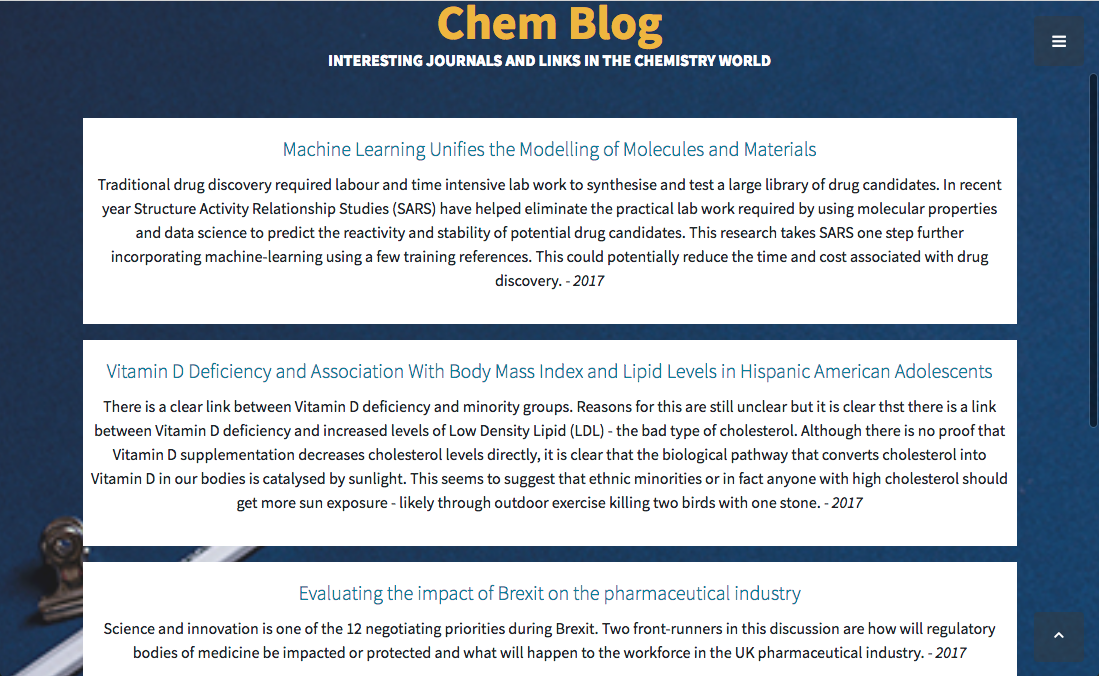 Chem Blog
INTERESTING JOURNALS AND LINKS IN THE CHEMISTRY WORLD
Machine Learning Unifies the Modelling of Molecules and Materials
Traditional drug discovery required labour and time intensive lab work to synthesise and test a large library of drug candidates. In recent
year Structure Activity Relationship Studies (SARS) have helped eliminate the practical lab work required by using molecular properties
and data science to predict the reactivity and stability of potential drug candidates. This research takes SARS one step further
incorporating machine-learning using a few training references. This could potentially reduce the time and cost associated with drug
discovery. - 2017
Vitamin D Deficiency and Association With Body Mass Index and Lipid Levels in Hispanic American Adolescents
There is a clear link between Vitamin D deficiency and minority groups. Reasons for this are still unclear but it is clear thst there is a link
between Vitamin D deficiency and increased levels of Low Density Lipid (LDL) - the bad type of cholesterol. Although there is no proof that
Vitamin D supplementation decreases cholesterol levels directly, it is clear that the biological pathway that converts cholesterol into
Vitamin D in our bodies is catalysed by sunlight. This seems to suggest that ethnic minorities or in fact anyone with high cholesterol should
get more sun exposure - likely through outdoor exercise killing two birds with one stone. - 2017
Evaluating the impact of Brexit on the pharmaceutical industry
Science and innovation is one of the 12 negotiating priorities during Brexit. Two front-runners in this discussion are how will regulatory
bodies of medicine be impacted or protected and what will happen to the workforce in the UK pharmaceutical industry. - 2017